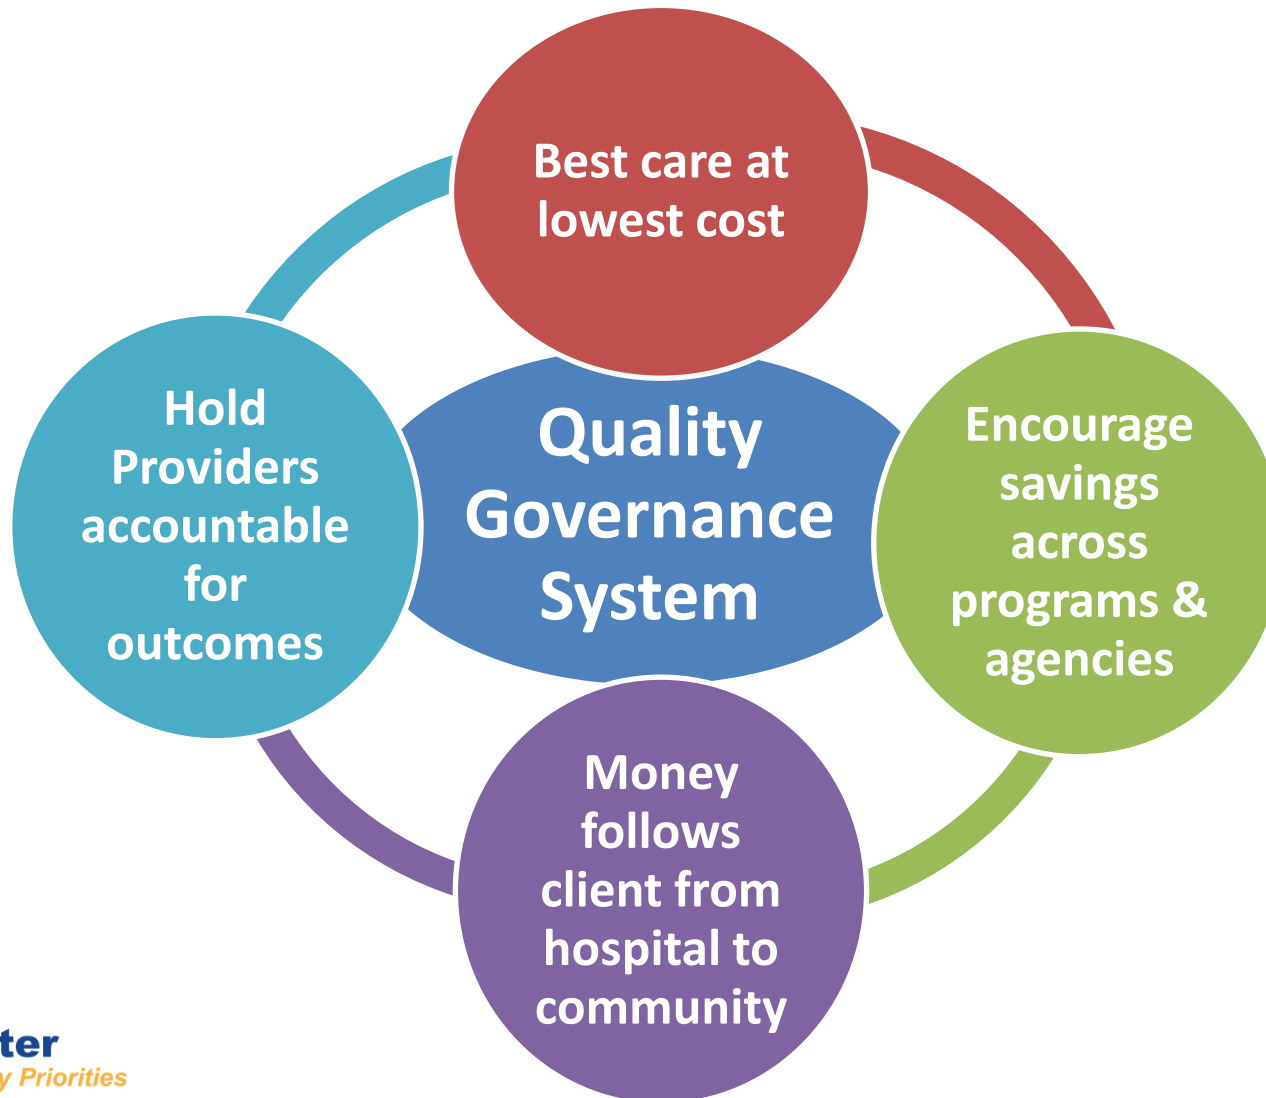 Best care at
lowest cost
Hold
Providers
accountable
for
outcomes
Quality
Governance
System
Encourage
savings
across
programs &
agencies
Money
follows
client from
hospital to
community
Priorities